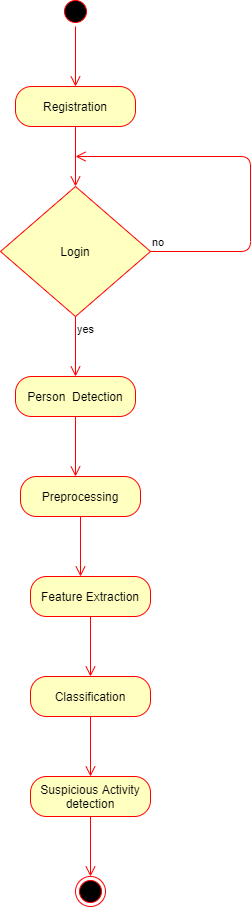 Registration
Login
no
yes
Person Detection
Preprocessing
Feature Extraction
Classification
Suspicious Activity
detection